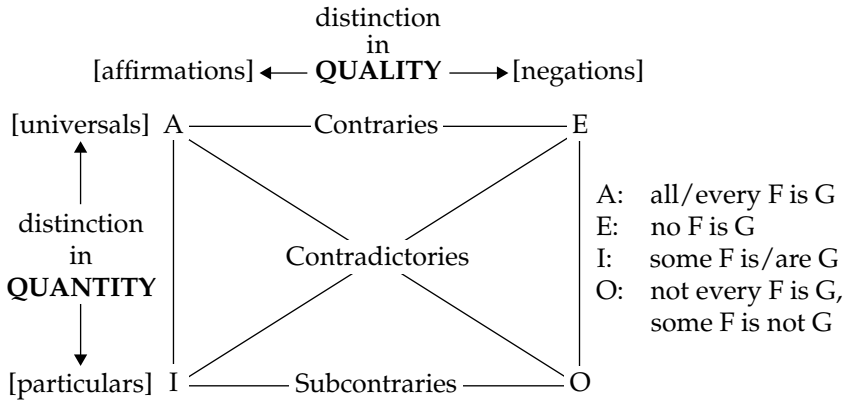 distinction
in
[affirmations] QUALITY [negations]
[universals] A Contraries E
distinction
in
QUANTITY
Contradictories
A: all/every F is G
E: no F is G
I: some F is/are G
O: not every F is G,
some F is not G
[particulars] I Subcontraries O